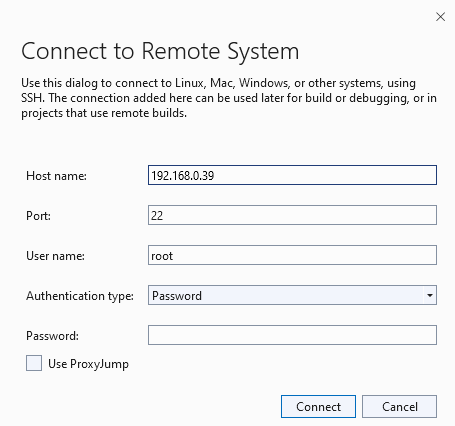 Connect to Remote System
Use this dialog to connect to Linux, Mac, Windows, or other systems, using
SSH. The connection added here can be used later for build or debugging, or in
projects that use remote builds.
Host name: 192.168.0.39
Port: 22
User name: root
Authentication type: Password
Password:
Use ProxyJump
Connect Cancel